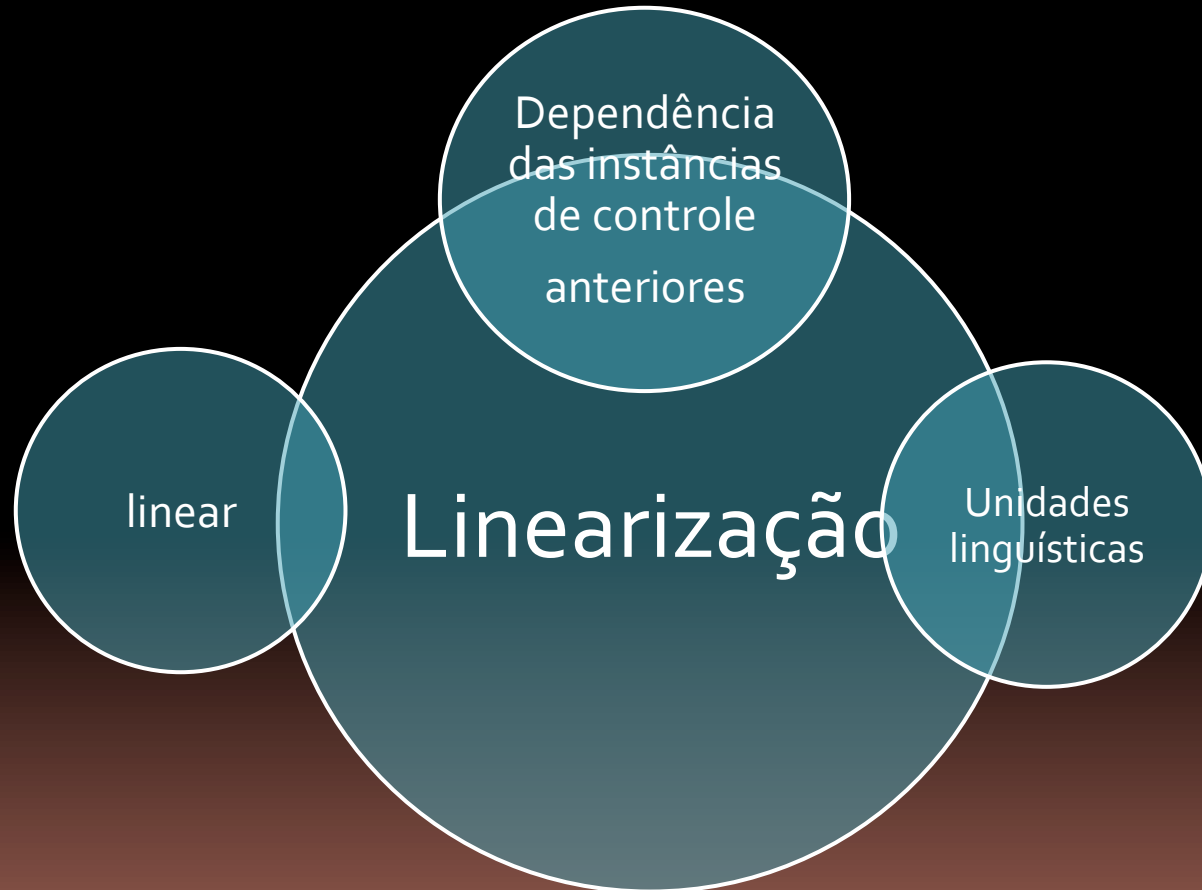 Dependência
das instâncias
de controle
anteriores
linear
Linearização
Unidades
linguísticas